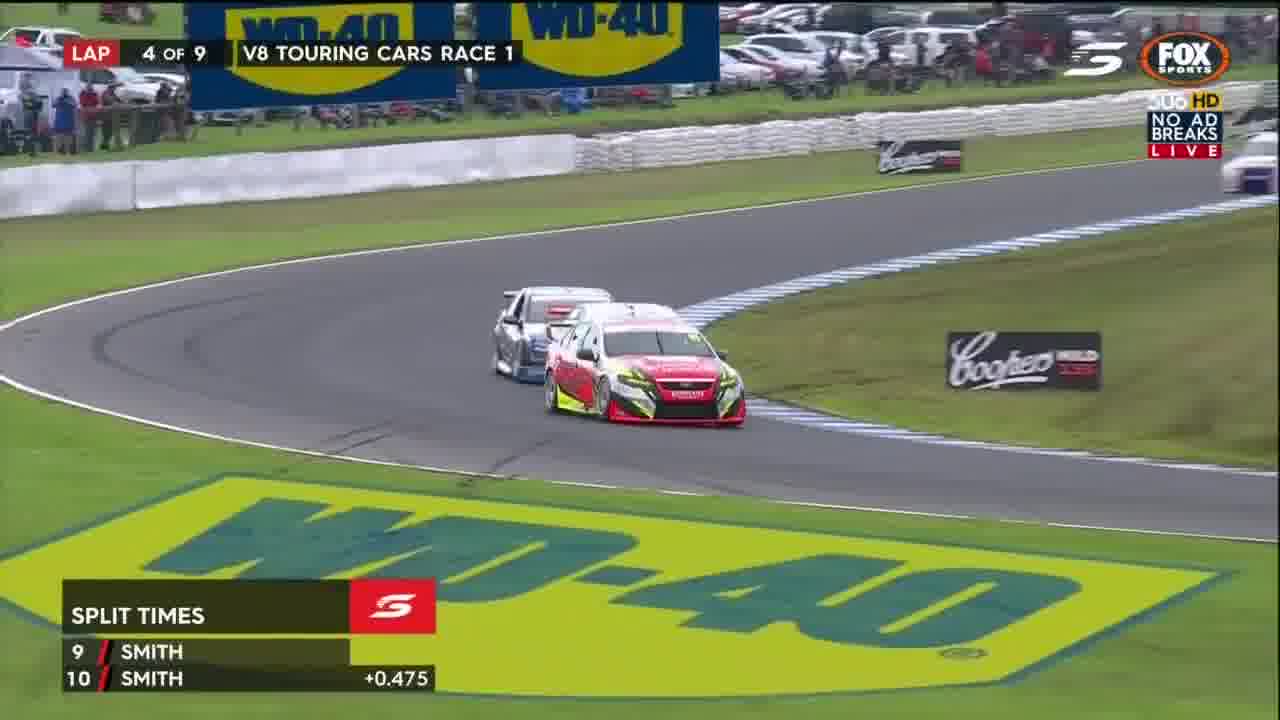 WD-40
WD-40
LAP 4 OF 9 V8 TOURING CARS RACE 1
FOX
SPORTS
506 HD
NO AD
BREAKS
LIVE
Coopers
Coopers MILD
WD-40
®
SPLIT TIMES
9 / SMITH
10 / SMITH +0.475